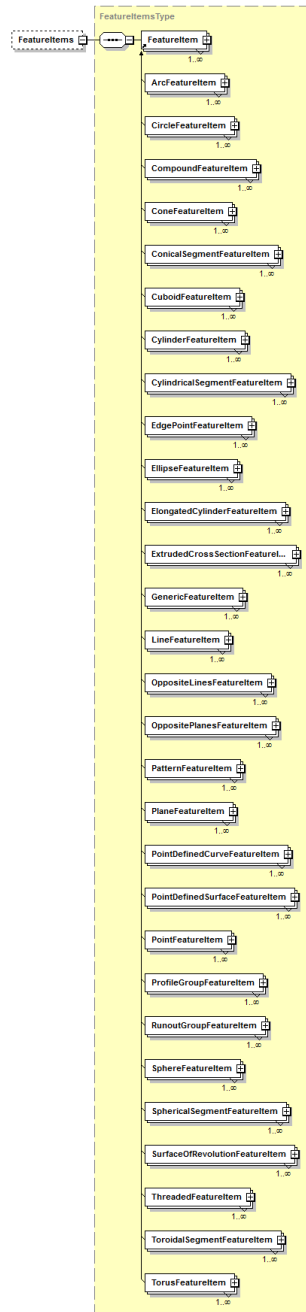 FeatureItemsType
FeatureItems
FeatureItem
1..∞
ArcFeatureItem
1..∞
CircleFeatureItem
1..∞
CompoundFeatureItem
1..∞
ConeFeatureItem
1..∞
ConicalSegmentFeatureItem
1..∞
CuboidFeatureItem
1..∞
CylinderFeatureItem
1..∞
CylindricalSegmentFeatureItem
1..∞
EdgePointFeatureItem
1..∞
EllipseFeatureItem
1..∞
ElongatedCylinderFeatureItem
1..∞
ExtrudedCrossSectionFeatureI...
1..∞
GenericFeatureItem
1..∞
LineFeatureItem
1..∞
OppositeLinesFeatureItem
1..∞
OppositePlanesFeatureItem
1..∞
PatternFeatureItem
1..∞
PlaneFeatureItem
1..∞
PointDefinedCurveFeatureItem
1..∞
PointDefinedSurfaceFeatureItem
1..∞
PointFeatureItem
1..∞
ProfileGroupFeatureItem
1..∞
RunoutGroupFeatureItem
1..∞
SphereFeatureItem
1..∞
SphericalSegmentFeatureItem
1..∞
SurfaceOfRevolutionFeatureItem
1..∞
ThreadedFeatureItem
1..∞
ToroidalSegmentFeatureItem
1..∞
TorusFeatureItem
1..∞